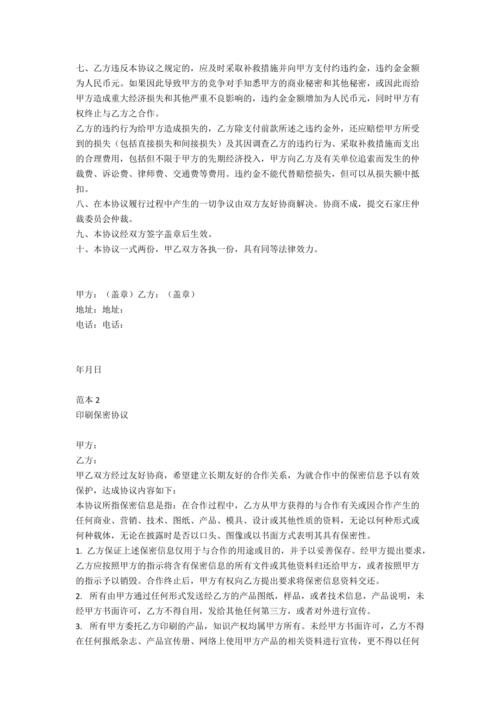 七、乙方违反本协议之规定的，应及时采取补救措施并向甲方支付约违约金，违约金金额
为人民币元。如果因此导致甲方的竞争对手知悉甲方的商业秘密和其他秘密，或因此而给
甲方造成重大经济损失和其他严重不良影响的，违约金金额增加为人民币元，同时甲方有
权终止与乙方之合作。
乙方的违约行为给甲方造成损失的，乙方除支付前款所述之违约金外，还应赔偿甲方所受
到的损失（包括直接损失和间接损失）及其因调查乙方的违约行为、采取补救措施而支出
的合理费用，包括但不限于甲方的先期经济投入，甲方向乙方及有关单位追索而发生的仲
裁费、诉讼费、律师费、交通费等费用。违约金不能代替赔偿损失，但可以从损失额中抵
扣。
八、在本协议履行过程中产生的一切争议由双方友好协商解决。协商不成，提交石家庄仲
裁委员会仲裁。
九、本协议经双方签字盖章后生效。
十、本协议一式两份，甲乙双方各执一份，具有同等法律效力。
甲方：（盖章）乙方：（盖章）
地址：地址：
电话：电话：
年月日
范本 2
印刷保密协议
甲方：
乙方：
甲乙双方经过友好协商，希望建立长期友好的合作关系，为就合作中的保密信息予以有效
保护，达成协议内容如下：
本协议所指保密信息是指：在合作过程中，乙方从甲方获得的与合作有关或因合作产生的
任何商业、营销、技术、图纸、产品、模具、设计或其他性质的资料，无论以何种形式或
何种载体，无论在披露时是否以口头、图像或以书面方式表明其具有保密性。
1. 乙方保证上述保密信息仅用于与合作的用途或目的，并予以妥善保存。经甲方提出要求，
乙方应按照甲方的指示将含有保密信息的所有文件或其他资料归还给甲方，或者按照甲方
的指示予以销毁。合作终止后，甲方有权向乙方提出要求将保密信息资料交还。
2. 所有由甲方通过任何形式发送经乙方的产品图纸，样品，或者技术信息，产品说明，未
经甲方书面许可，乙方不得自用，发给其他任何第三方，或者对外进行宣传。
3. 所有甲方委托乙方印刷的产品，知识产权均属甲方所有。未经甲方书面许可，乙方不得
在任何报纸杂志、产品宣传册、网络上使用甲方产品的相关资料进行宣传，更不得以任何